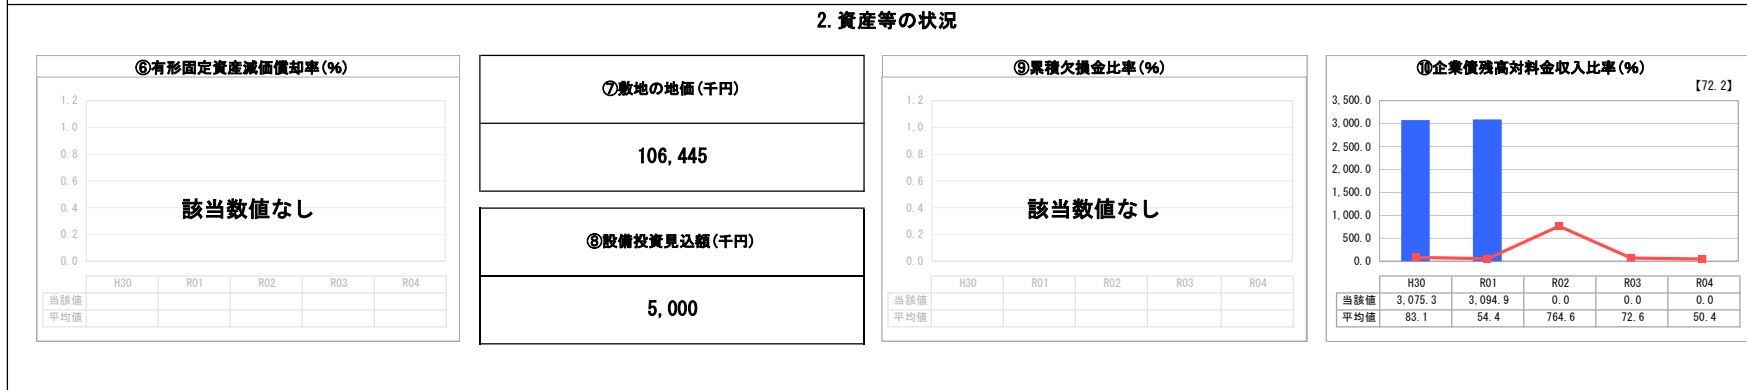 2. 資産等の状況
⑥有形固定資産減価償却率(%)
1.2
1.0
0.8
0.6
0.4
0.2
0.0
該当数値なし
H30 R01 R02 R03 R04
当該値
平均値
⑦敷地の地価(千円)
106,445
⑧設備投資見込額(千円)
5,000
⑨累積欠損金比率(%)
1.2
1.0
0.8
0.6
0.4
0.2
0.0
該当数値なし
H30 R01 R02 R03 R04
当該値
平均値
⑩企業債残高対料金収入比率(%)
【72.2】
3,500.0
3,000.0
2,500.0
2,000.0
1,500.0
1,000.0
500.0
0.0
H30 R01 R02 R03 R04
当該値 3,075.3 3,094.9 0.0 0.0 0.0
平均値 83.1 54.4 764.6 72.6 50.4